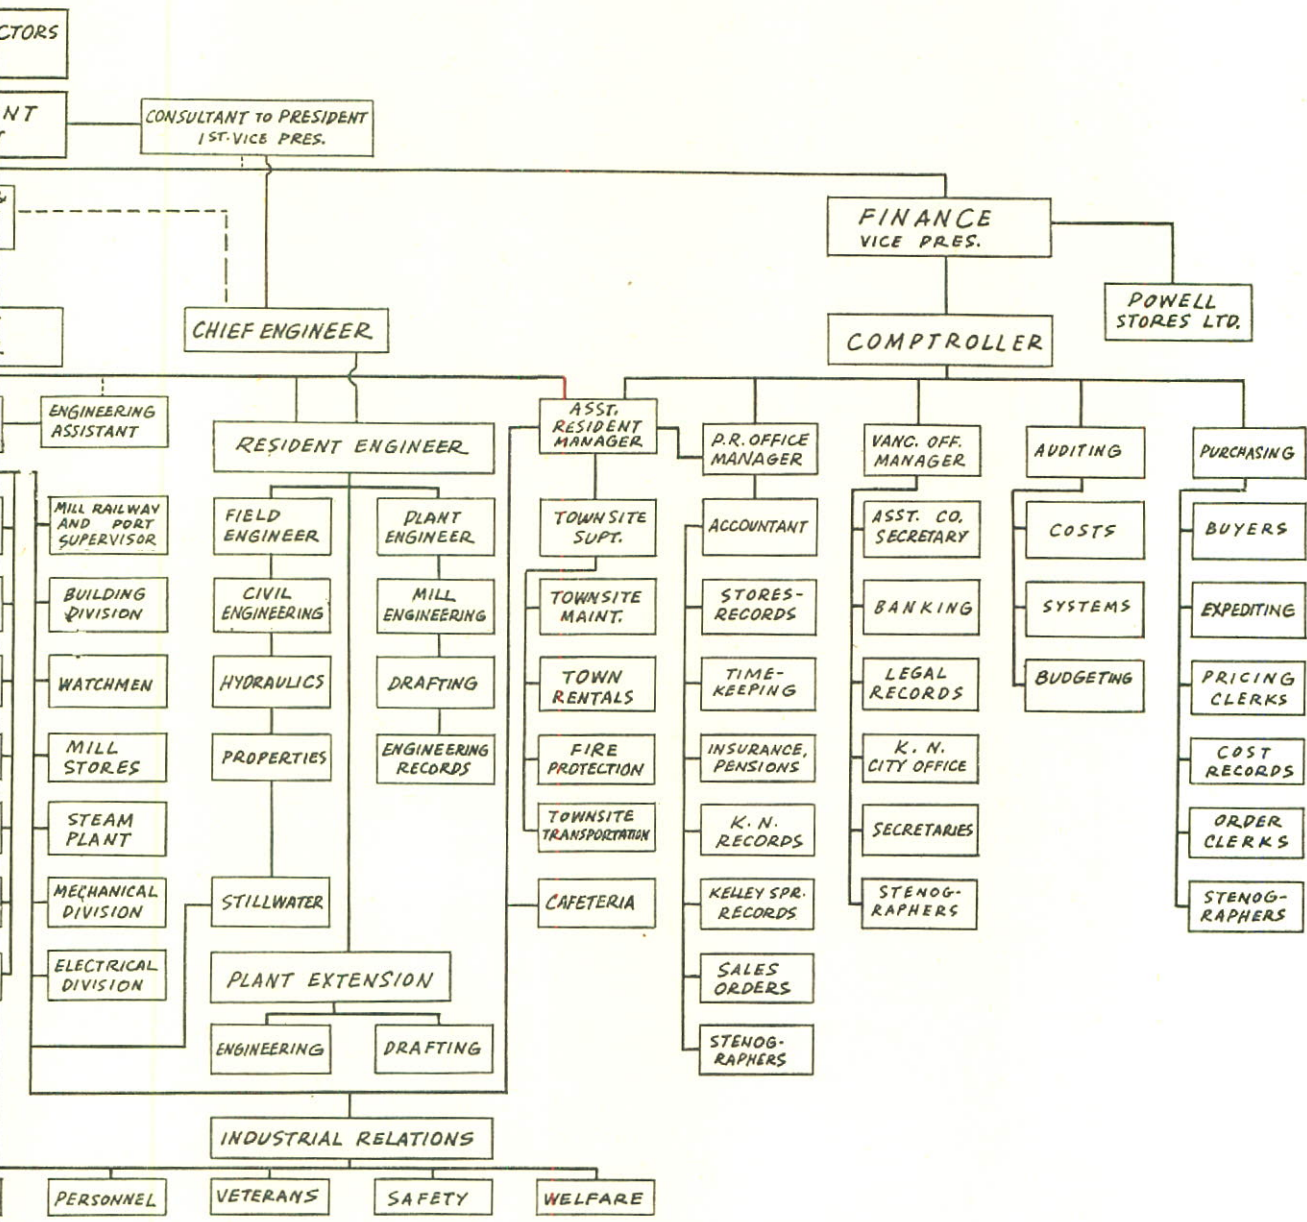 CONSULTANT TO PRESIDENT
1ST. VICE PRES.
FINANCE
VICE PRES.
POWELL
STORES LTD.
CHIEF ENGINEER
COMPTROLLER
ENGINEERING
ASSISTANT
RESIDENT ENGINEER
ASST.
RESIDENT
MANAGER
P.R. OFFICE
MANAGER
VANC. OFF.
MANAGER
AUDITING
PURCHASING
MILL RAILWAY
AND PORT
SUPERVISOR
BUILDING
DIVISION
WATCHMEN
MILL
STORES
STEAM
PLANT
MECHANICAL
DIVISION
ELECTRICAL
DIVISION
FIELD
ENGINEER
CIVIL
ENGINEERING
HYDRAULICS
PROPERTIES
STILLWATER
PLANT
ENGINEER
MILL
ENGINEERING
DRAFTING
ENGINEERING
RECORDS
PLANT EXTENSION
ENGINEERING
DRAFTING
TOWNSITE
SUPT.
TOWNSITE
MAINT.
TOWN
RENTALS
FIRE
PROTECTION
TOWNSITE
TRANSPORTATION
CAFETERIA
ACCOUNTANT
STORES-
RECORDS
TIME-
KEEPING
INSURANCE,
PENSIONS
K. N.
RECORDS
KELLEY SPR.
RECORDS
SALES
ORDERS
STENOG-
RAPHERS
ASST. CO.
SECRETARY
BANKING
LEGAL
RECORDS
K. N.
CITY OFFICE
SECRETARIES
STENOG-
RAPHERS
COSTS
SYSTEMS
BUDGETING
BUYERS
EXPEDITING
PRICING
CLERKS
COST
RECORDS
ORDER
CLERKS
STENOG-
RAPHERS
INDUSTRIAL RELATIONS
PERSONNEL
VETERANS
SAFETY
WELFARE